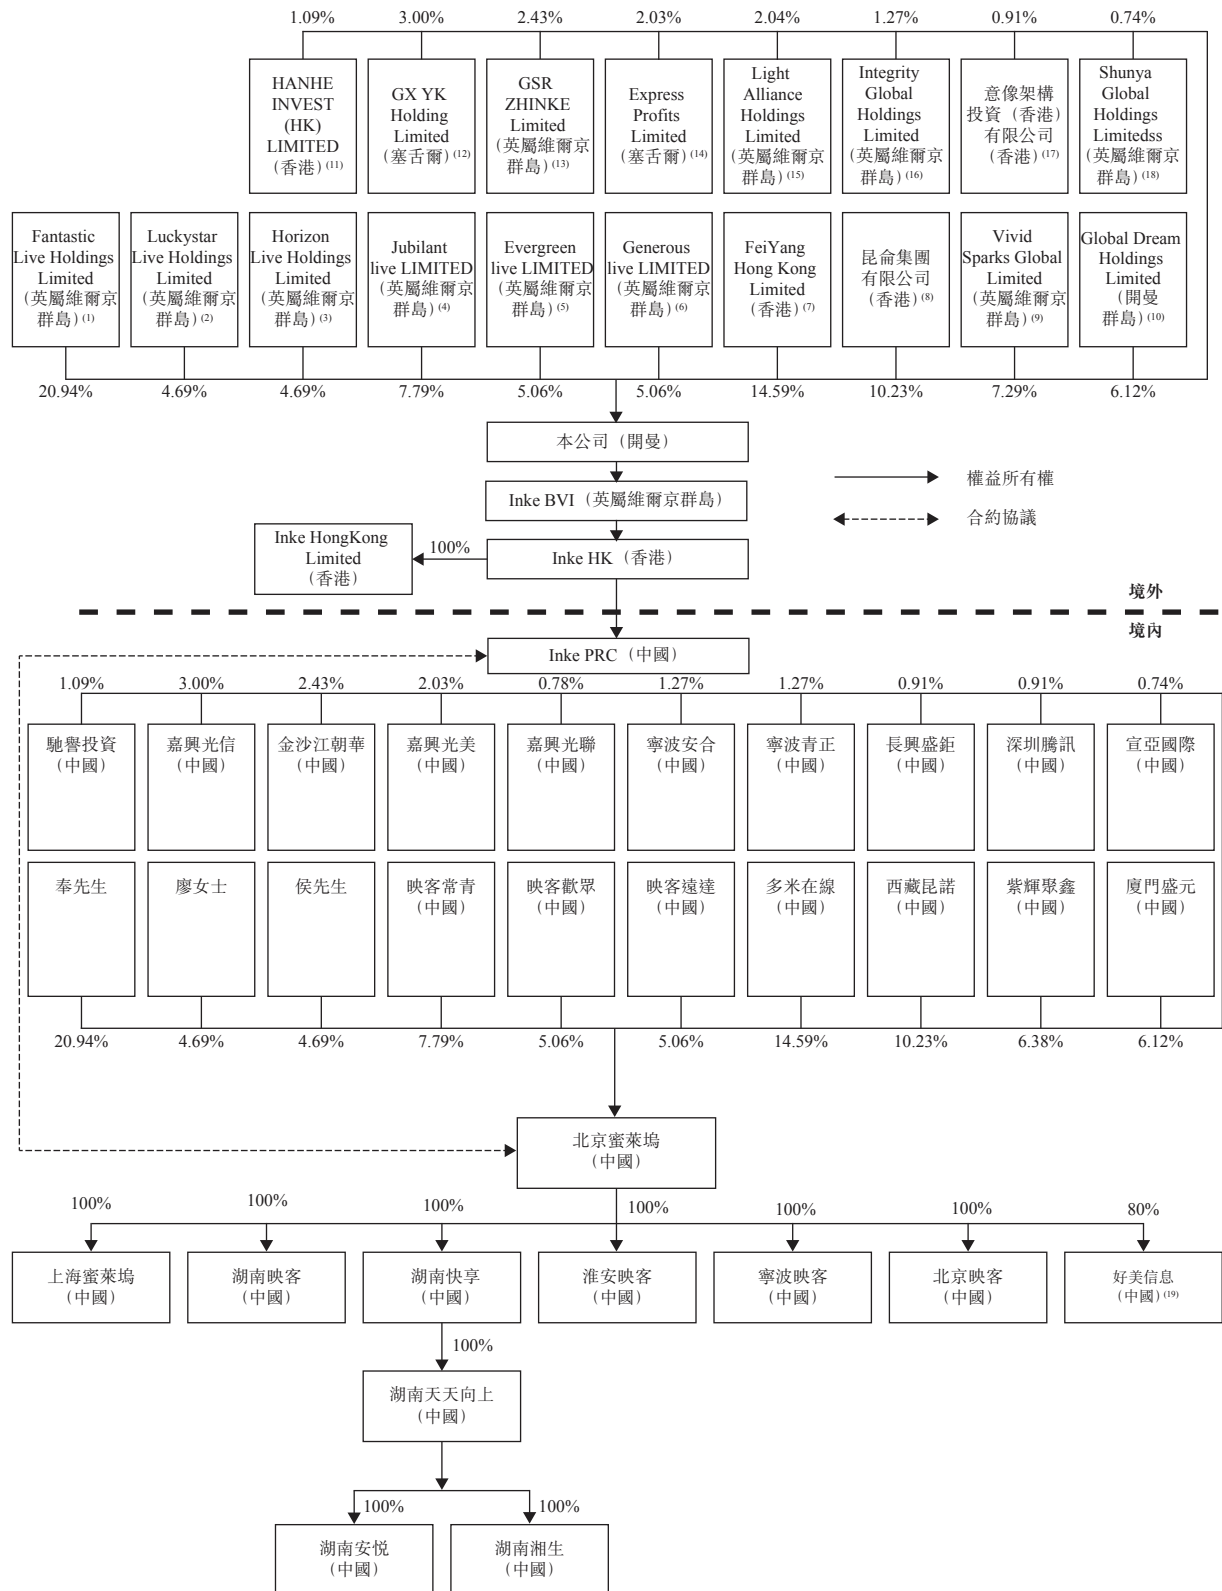 1.09% 3.00% 2.43% 2.03% 2.04% 1.27% 0.91% 0.74%
HANHE
INVEST
(HK)
LIMITED
(香港)(11)
GX YK
Holding
Limited
(塞舌爾)(12)
GSR
ZHINKE
Limited
(英屬維爾京
群島)(13)
Express
Profits
Limited
(塞舌爾)(14)
Light
Alliance
Holdings
Limited
(英屬維爾京
群島)(15)
Integrity
Global
Holdings
Limited
(英屬維爾京
群島)(16)
意像架構
投資(香港)
有限公司
(香港)(17)
Shunya
Global
Holdings
Limitedss
(英屬維爾京
群島)(18)
Fantastic
Live Holdings
Limited
(英屬維爾京
群島)(1)
Luckystar
Live Holdings
Limited
(英屬維爾京
群島)(2)
Horizon
Live Holdings
Limited
(英屬維爾京
群島)(3)
Jubilant
live LIMITED
(英屬維爾京
群島)(4)
Evergreen
live LIMITED
(英屬維爾京
群島)(5)
Generous
live LIMITED
(英屬維爾京
群島)(6)
FeiYang
Hong Kong
Limited
(香港)(7)
昆侖集團
有限公司
(香港)(8)
Vivid
Sparks Global
Limited
(英屬維爾京
群島)(9)
Global Dream
Holdings
Limited
(開曼
群島)(10)
20.94% 4.69% 4.69% 7.79% 5.06% 5.06% 14.59% 10.23% 7.29% 6.12%
本公司(開曼)
Inke BVI(英屬維爾京群島)
權益所有權
合約協議
Inke HongKong
Limited
(香港)
100%
Inke HK(香港)
境外
境內
Inke PRC(中國)
1.09% 3.00% 2.43% 2.03% 0.78% 1.27% 1.27% 0.91% 0.91% 0.74%
馳譽投資
(中國)
嘉興光信
(中國)
金沙江朝華
(中國)
嘉興光美
(中國)
嘉興光聯
(中國)
寧波安合
(中國)
寧波青正
(中國)
長興盛鉅
(中國)
深圳騰訊
(中國)
宣亞國際
(中國)
奉先生
廖女士
侯先生
映客常青
(中國)
映客歡眾
(中國)
映客遠達
(中國)
多米在線
(中國)
西藏昆諾
(中國)
紫輝聚鑫
(中國)
廈門盛元
(中國)
20.94% 4.69% 4.69% 7.79% 5.06% 5.06% 14.59% 10.23% 6.38% 6.12%
北京蜜萊塢
(中國)
100% 100% 100% 100% 100% 100% 80%
上海蜜萊塢
(中國)
湖南映客
(中國)
湖南快享
(中國)
淮安映客
(中國)
寧波映客
(中國)
北京映客
(中國)
好美信息
(中國)(19)
100%
湖南天天向上
(中國)
100% 100%
湖南安悦
(中國)
湖南湘生
(中國)